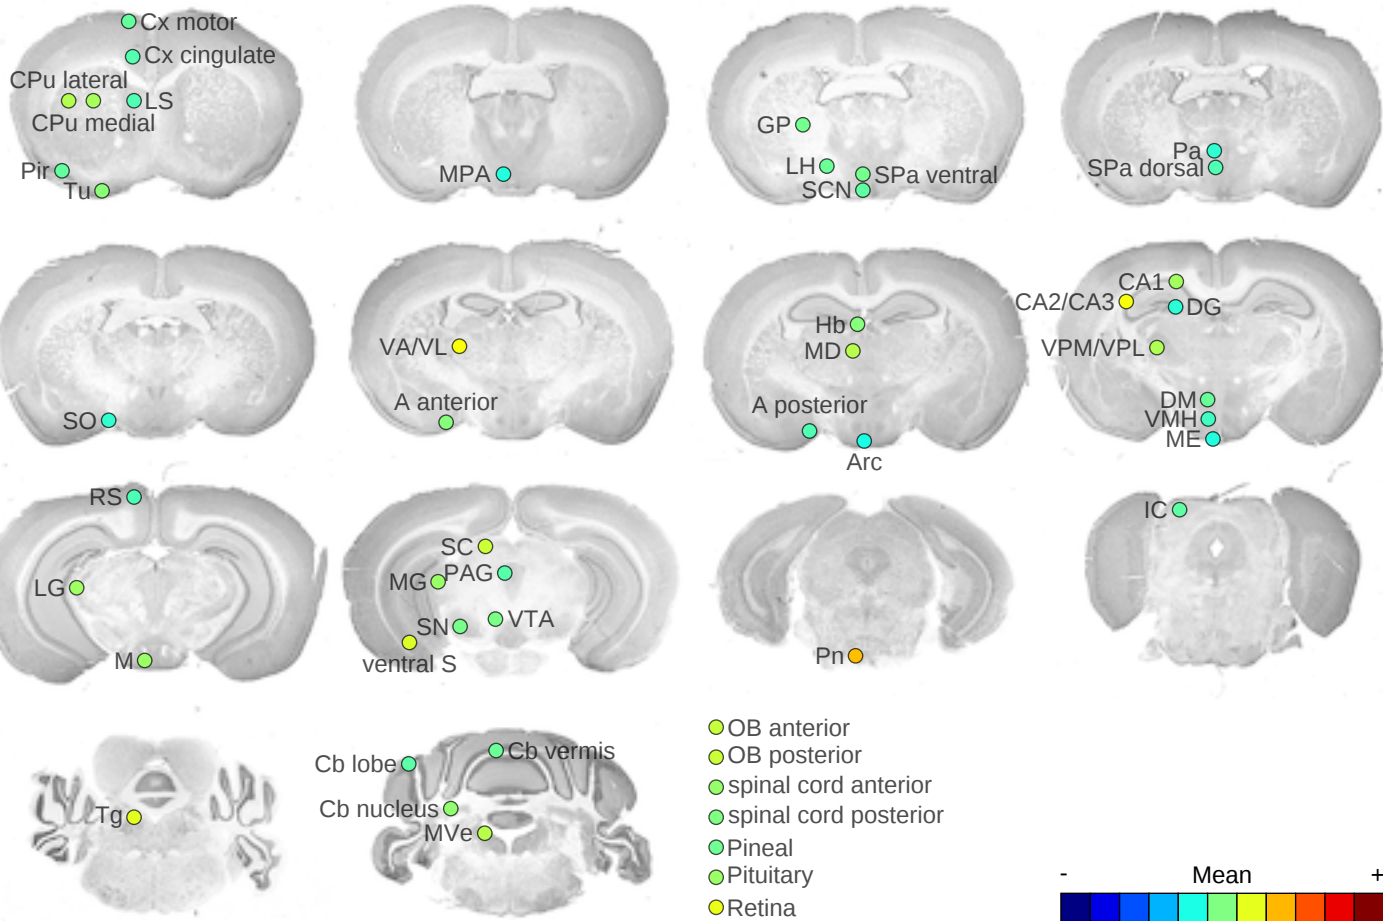 Cx motor
Cx cingulate
CPu lateral
LS
CPu medial
Pir
Tu
MPA
GP
LH
SPa ventral
SCN
Pa
SPa dorsal
SO
VA/VL
A anterior
Hb
MD
A posterior
Arc
CA1
CA2/CA3
DG
VPM/VPL
DM
VMH
ME
RS
LG
M
SC
PAG
MG
SN
VTA
ventral S
Pn
IC
Tg
Cb vermis
Cb lobe
Cb nucleus
MVe
OB anterior
OB posterior
spinal cord anterior
spinal cord posterior
Pineal
Pituitary
Retina
- Mean +